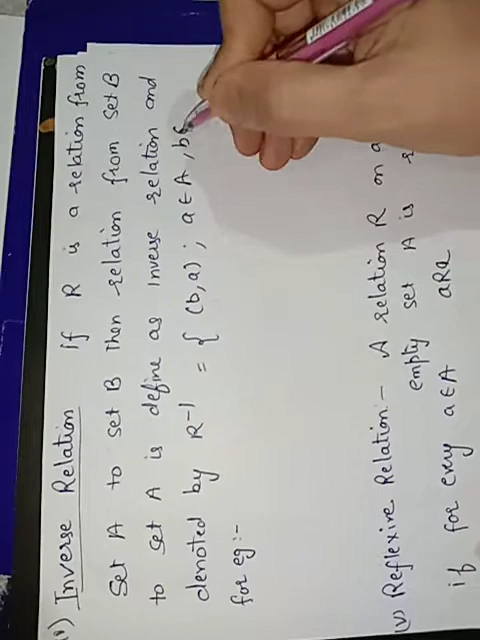 Inverse Relation If R is a relation from
Set A to set B Then relation from set B
to set A is define as Inverse relation and
denoted by R⁻¹ = { (b,a) ; a ∈ A , b
for eg:-
(v) Reflexive Relation:- A relation R on a
empty set A is
if for every a ∈ A aRa